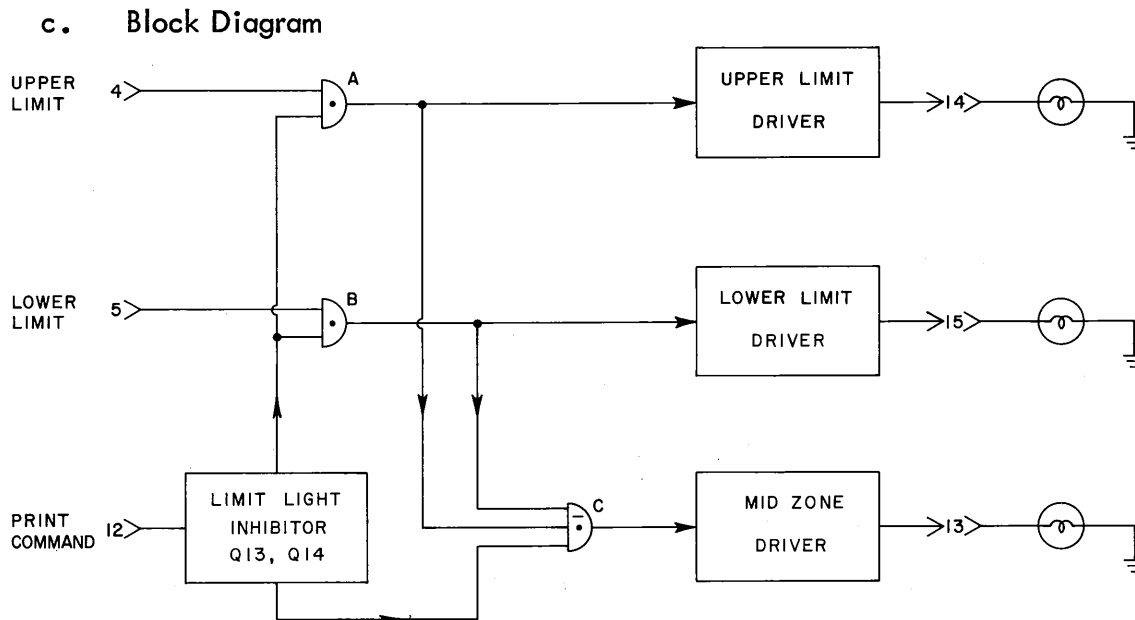 c. Block Diagram
UPPER
LIMIT
4
A
UPPER LIMIT
DRIVER
14
LOWER
LIMIT
5
B
LOWER LIMIT
DRIVER
15
PRINT
COMMAND
12
LIMIT LIGHT
INHIBITOR
Q13, Q14
C
MID ZONE
DRIVER
13